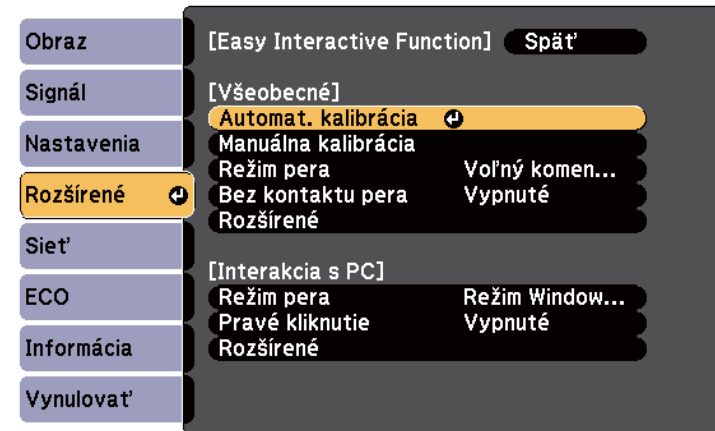 Obraz
Signál
Nastavenia
Rozšírené
Sieť
ECO
Informácia
Vynulovať
[Easy Interactive Function] Späť
[Všeobecné]
Automat. kalibrácia
Manuálna kalibrácia
Režim pera Voľný komen...
Bez kontaktu pera Vypnuté
Rozšírené
[Interakcia s PC]
Režim pera Režim Window...
Pravé kliknutie Vypnuté
Rozšírené